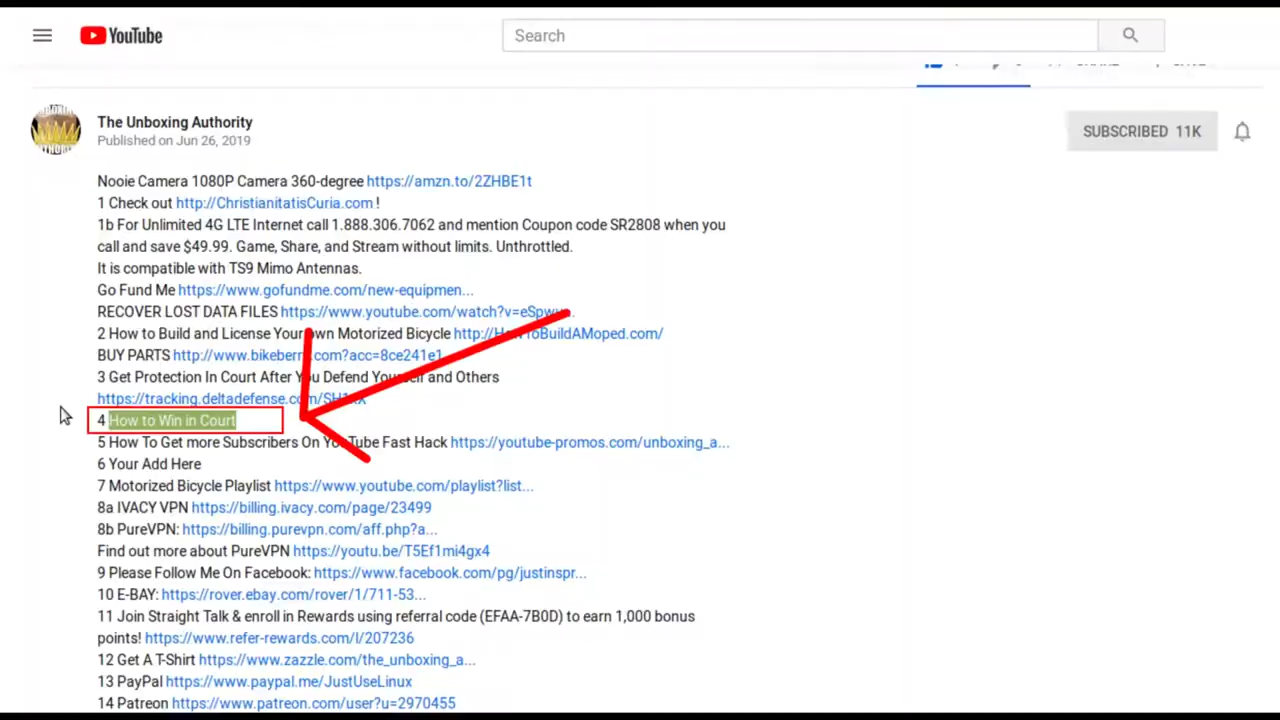 YouTube
Search
The Unboxing Authority
Published on Jun 26, 2019
SUBSCRIBED 11K
Nooie Camera 1080P Camera 360-degree https://amzn.to/2ZHBE1t
1 Check out http://ChristianitatisCuria.com !
1b For Unlimited 4G LTE Internet call 1.888.306.7062 and mention Coupon code SR2808 when you
call and save $49.99. Game, Share, and Stream without limits. Unthrottled.
It is compatible with TS9 Mimo Antennas.
Go Fund Me https://www.gofundme.com/new-equipmen...
RECOVER LOST DATA FILES
2 How to Build and License Your own Motorized Bicycle
BUY PARTS
3 Get Protection In Court After You Defend Yourself and Others
4 How to Win in Court
5 How To Get more Subscribers On YouTube Fast Hack https://youtube-promos.com/unboxing_a...
6 Your Add Here
7 Motorized Bicycle Playlist https://www.youtube.com/playlist?list...
8a IVACY VPN https://billing.ivacy.com/page/23499
8b PureVPN: https://billing.purevpn.com/aff.php?a...
Find out more about PureVPN https://youtu.be/T5Ef1mi4gx4
9 Please Follow Me On Facebook: https://www.facebook.com/pg/justinspr...
10 E-BAY: https://rover.ebay.com/rover/1/711-53...
11 Join Straight Talk & enroll in Rewards using referral code (EFAA-7B0D) to earn 1,000 bonus
points! https://www.refer-rewards.com/l/207236
12 Get A T-Shirt https://www.zazzle.com/the_unboxing_a...
13 PayPal https://www.paypal.me/JustUseLinux
14 Patreon https://www.patreon.com/user?u=2970455